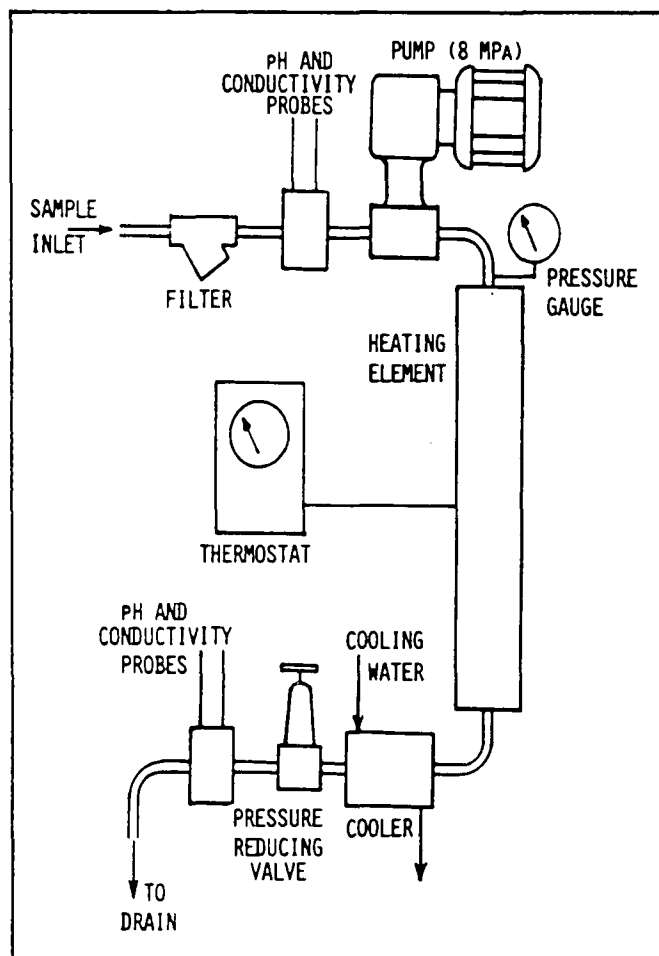 PUMP (8 MPA)
pH AND
CONDUCTIVITY
PROBES
SAMPLE
INLET
FILTER
PRESSURE
GAUGE
HEATING
ELEMENT
THERMOSTAT
pH AND
CONDUCTIVITY
PROBES
COOLING
WATER
PRESSURE
REDUCING
VALVE
COOLER
TO
DRAIN